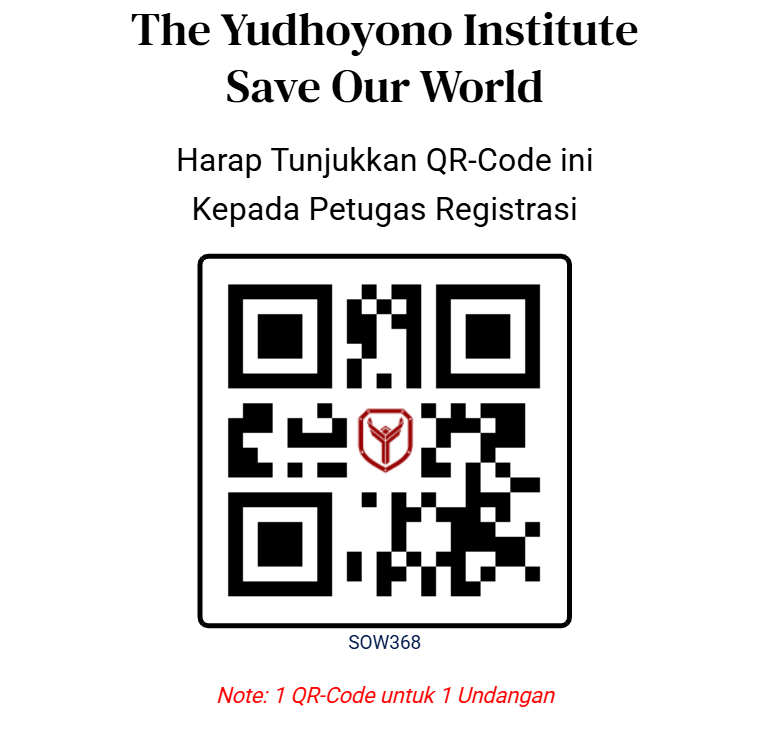 The Yudhoyono Institute
Save Our World
Harap Tunjukkan QR-Code ini
Kepada Petugas Registrasi
SOW368
Note: 1 QR-Code untuk 1 Undangan